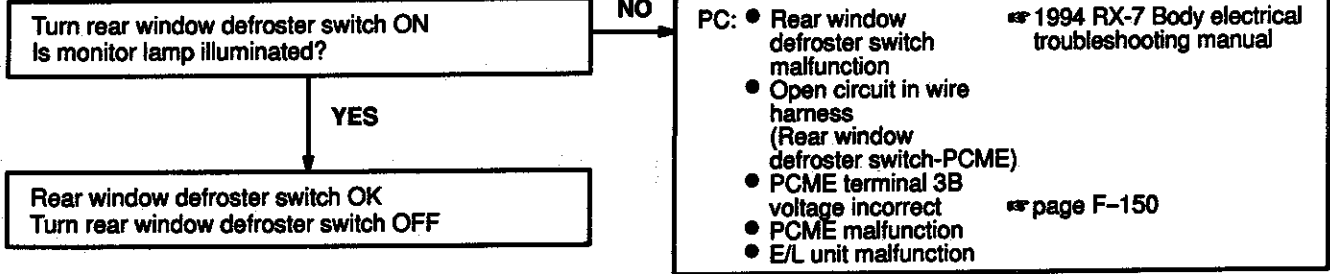 Turn rear window defroster switch ON
Is monitor lamp illuminated?
NO
PC: ● Rear window ☞ 1994 RX-7 Body electrical
defroster switch troubleshooting manual
malfunction
● Open circuit in wire
harness
(Rear window
defroster switch-PCME)
● PCME terminal 3B
voltage incorrect ☞ page F–150
● PCME malfunction
● E/L unit malfunction
YES
Rear window defroster switch OK
Turn rear window defroster switch OFF